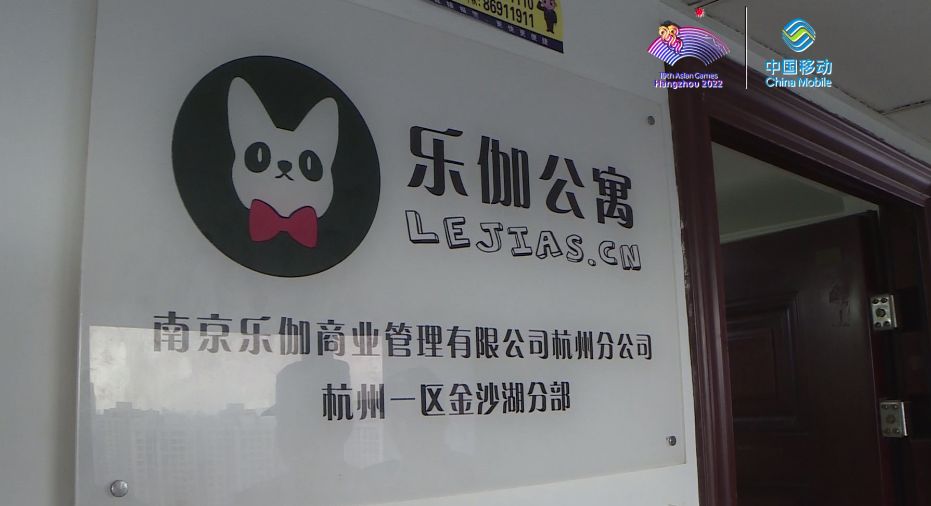 86911911
19th Asian Games
Hangzhou 2022
中国移动
China Mobile
乐伽公寓
LEJIAS.CN
南京乐伽商业管理有限公司杭州分公司
杭州一区金沙湖分部